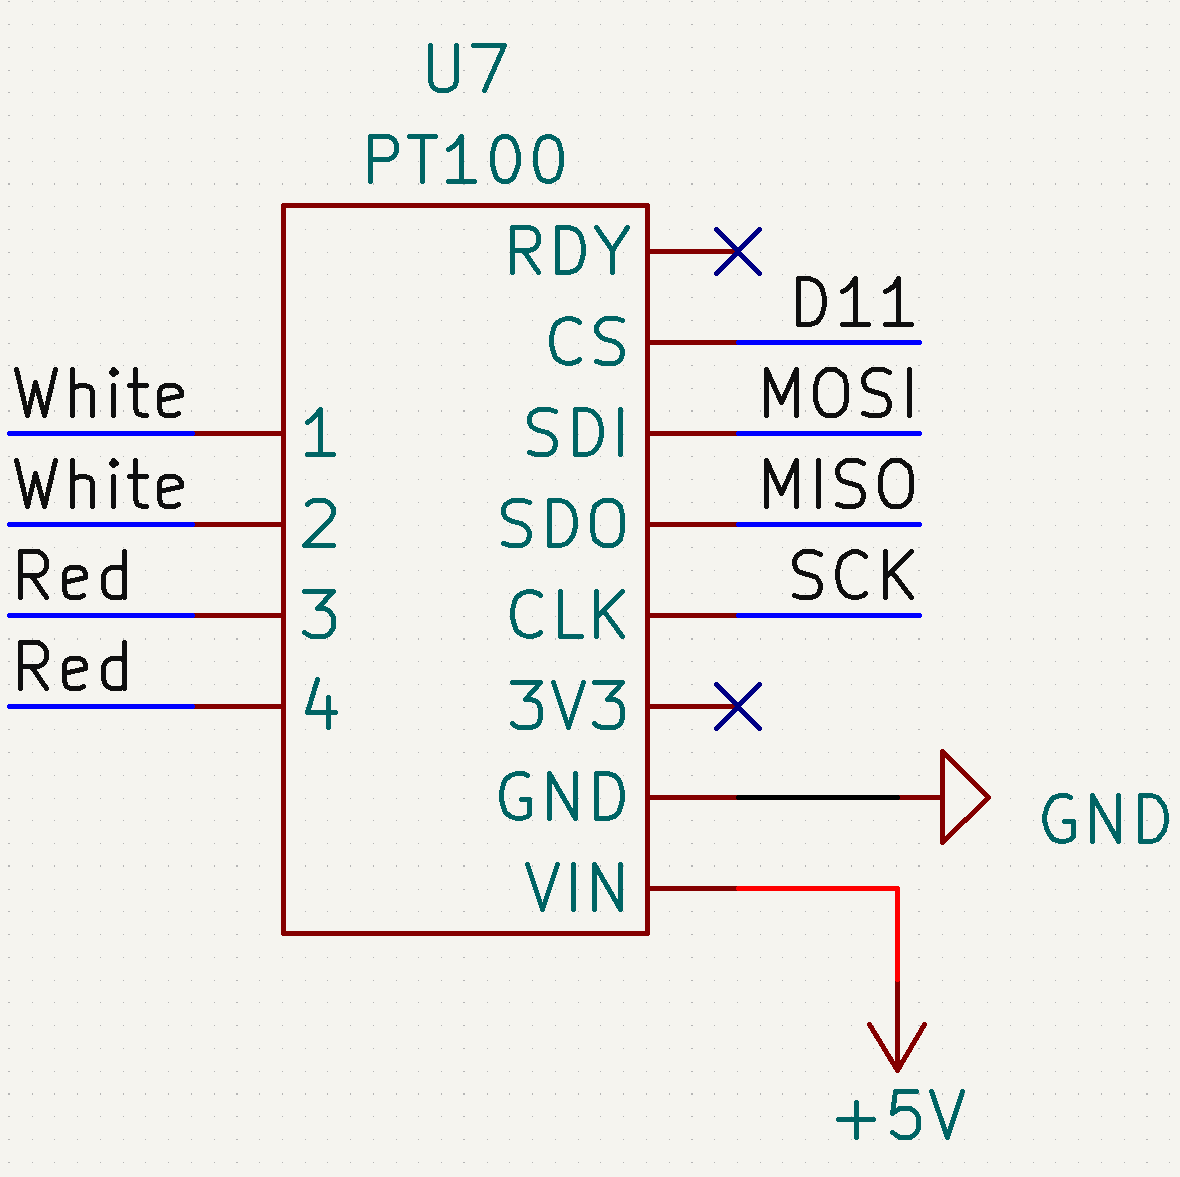 U7
PT100
RDY
CS D11
White 1 SDI MOSI
White 2 SDO MISO
Red 3 CLK SCK
Red 4 3V3
GND GND
VIN
+5V